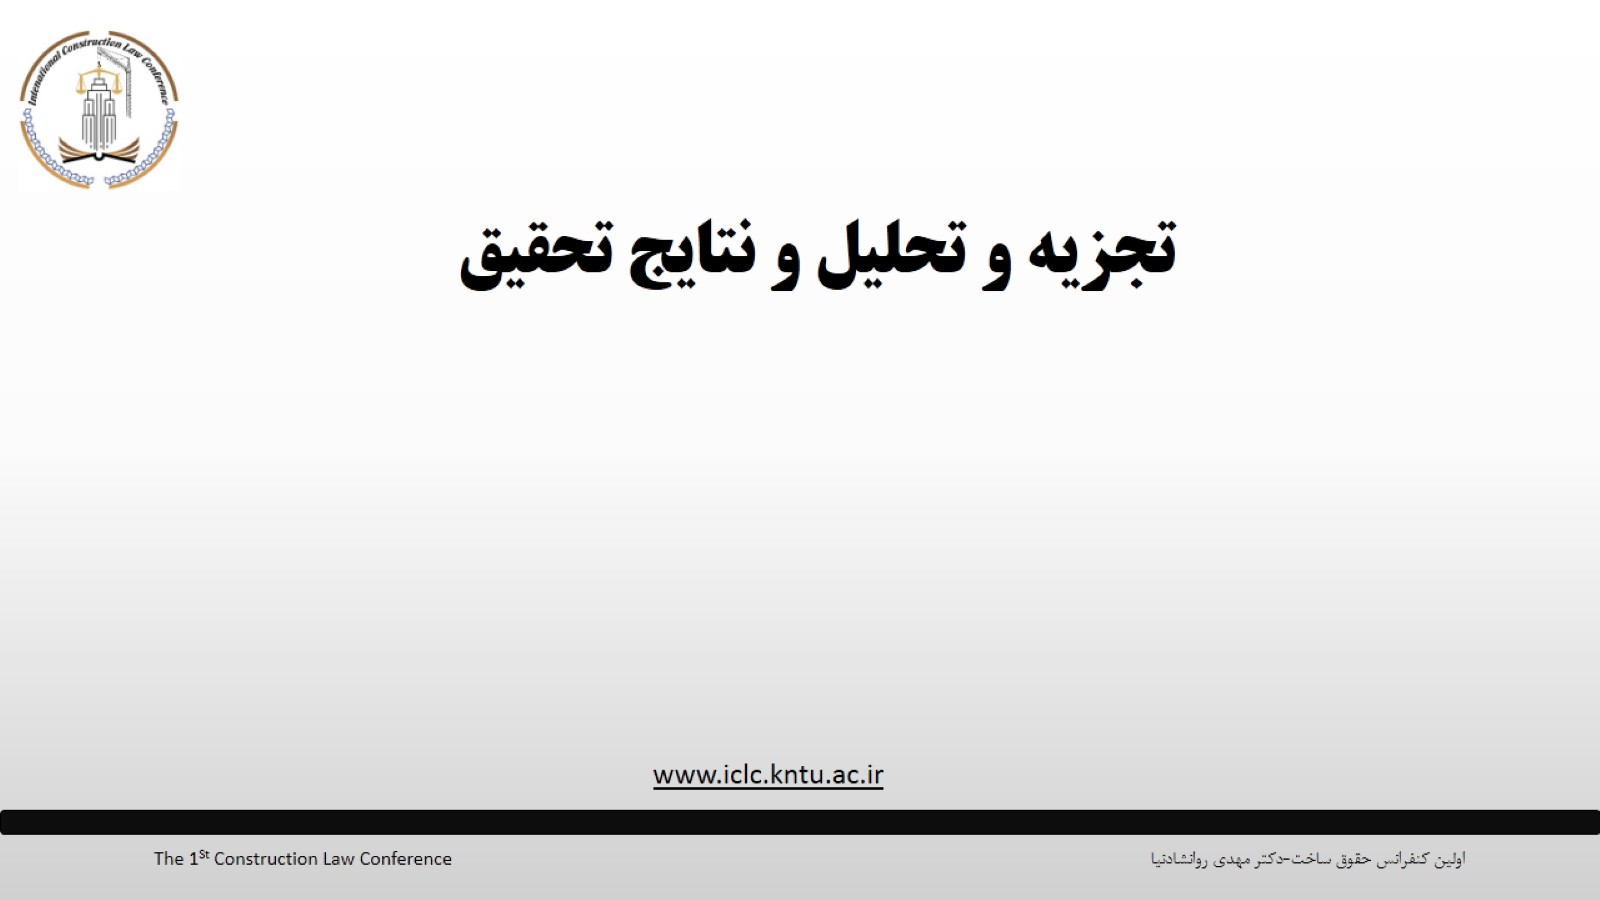 Intenational Construction Law Conference
تجزیه و تحلیل و نتایج تحقیق
www.iclc.kntu.ac.ir
The 1St Construction Law Conference
اولین کنفرانس حقوق ساخت-دکتر مهدی روانشادنیا